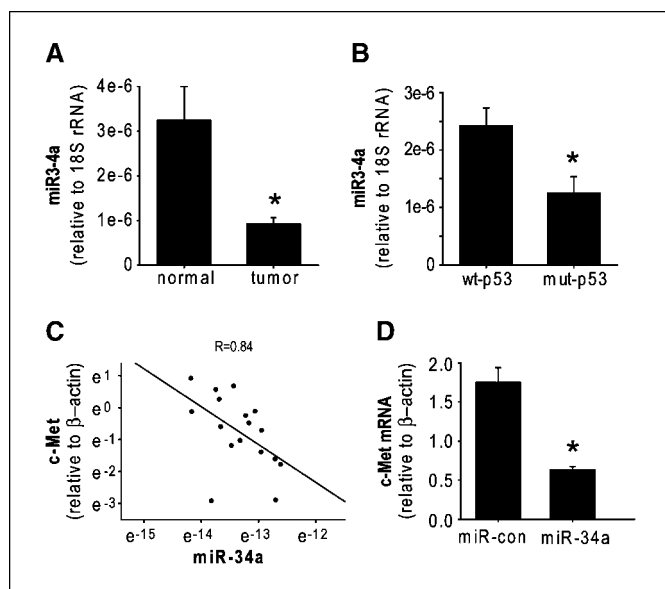 A
miR3-4a
(relative to 18S rRNA)
4e-6
3e-6
2e-6
1e-6
0
*
normal tumor
B
miR3-4a
(relative to 18S rRNA)
3e-6
2e-6
1e-6
0
*
wt-p53 mut-p53
C
R=0.84
c-Met
(relative to β–actin)
e1
e0
e-1
e-2
e-3
e-15 e-14 e-13 e-12
miR-34a
D
c-Met mRNA
(relative to β–actin)
2.0
1.5
1.0
0.5
0.0
*
miR-con miR-34a